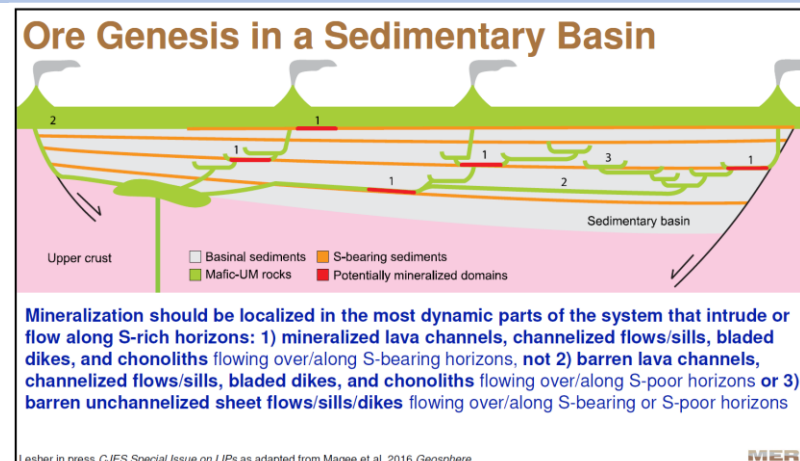 Ore Genesis in a Sedimentary Basin
2
1
1
1
3
1
1
2
Sedimentary basin
Upper crust
Basinal sediments
S-bearing sediments
Mafic-UM rocks
Potentially mineralized domains
Mineralization should be localized in the most dynamic parts of the system that intrude or
flow along S-rich horizons: 1) mineralized lava channels, channelized flows/sills, bladed
dikes, and chonoliths flowing over/along S-bearing horizons, not 2) barren lava channels,
channelized flows/sills, bladed dikes, and chonoliths flowing over/along S-poor horizons or 3)
barren unchannelized sheet flows/sills/dikes flowing over/along S-bearing or S-poor horizons
Lesher in press CJES Special Issue on LIPs as adapted from Magee et al. 2016 Geosphere
MER